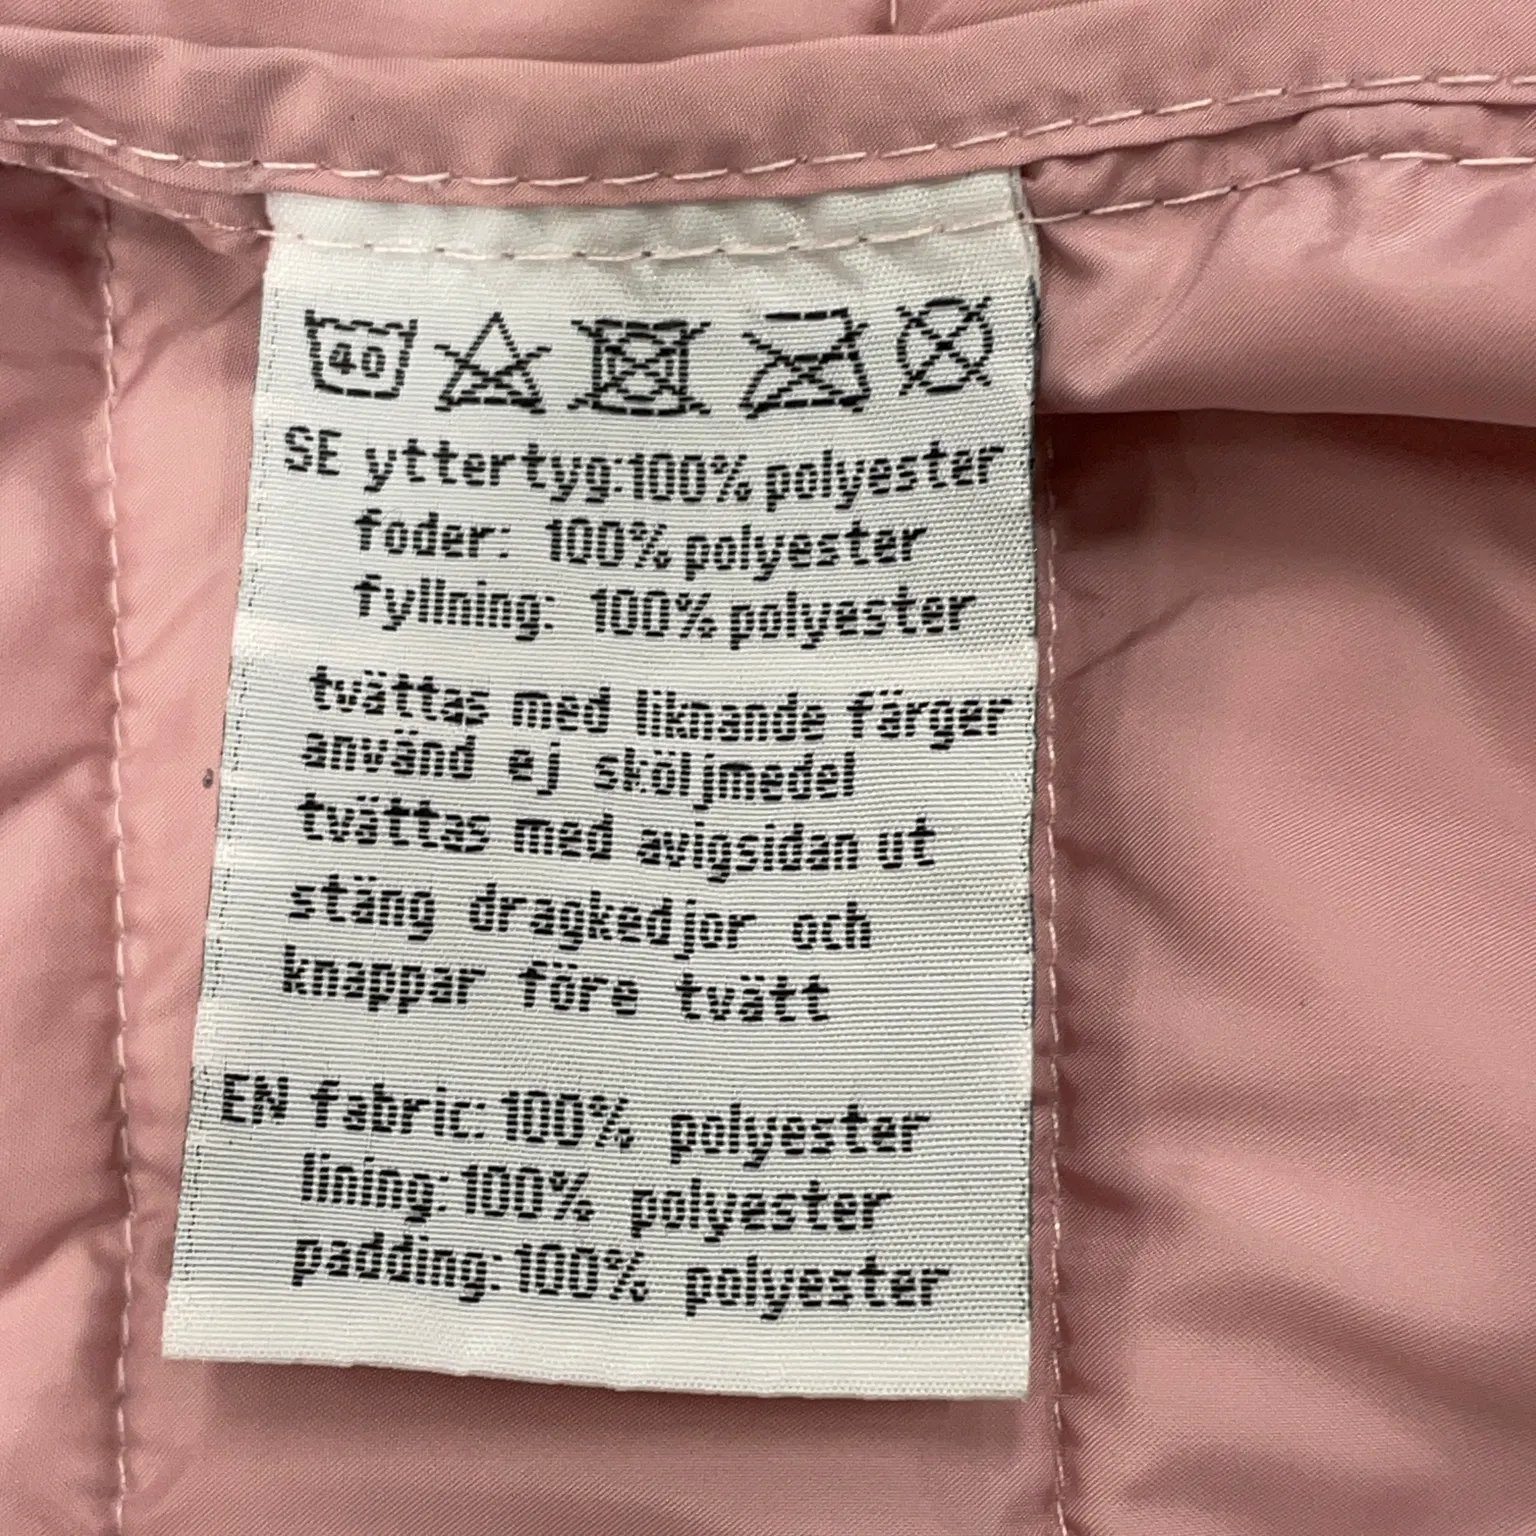 40
SE yttertyg:100% polyester
foder: 100% polyester
fyllning: 100% polyester
tvättas med liknande färger
använd ej sköljmedel
tvättas med avigsidan ut
stäng dragkedjor och
knappar före tvätt
EN fabric:100% polyester
lining:100% polyester
padding:100% polyester